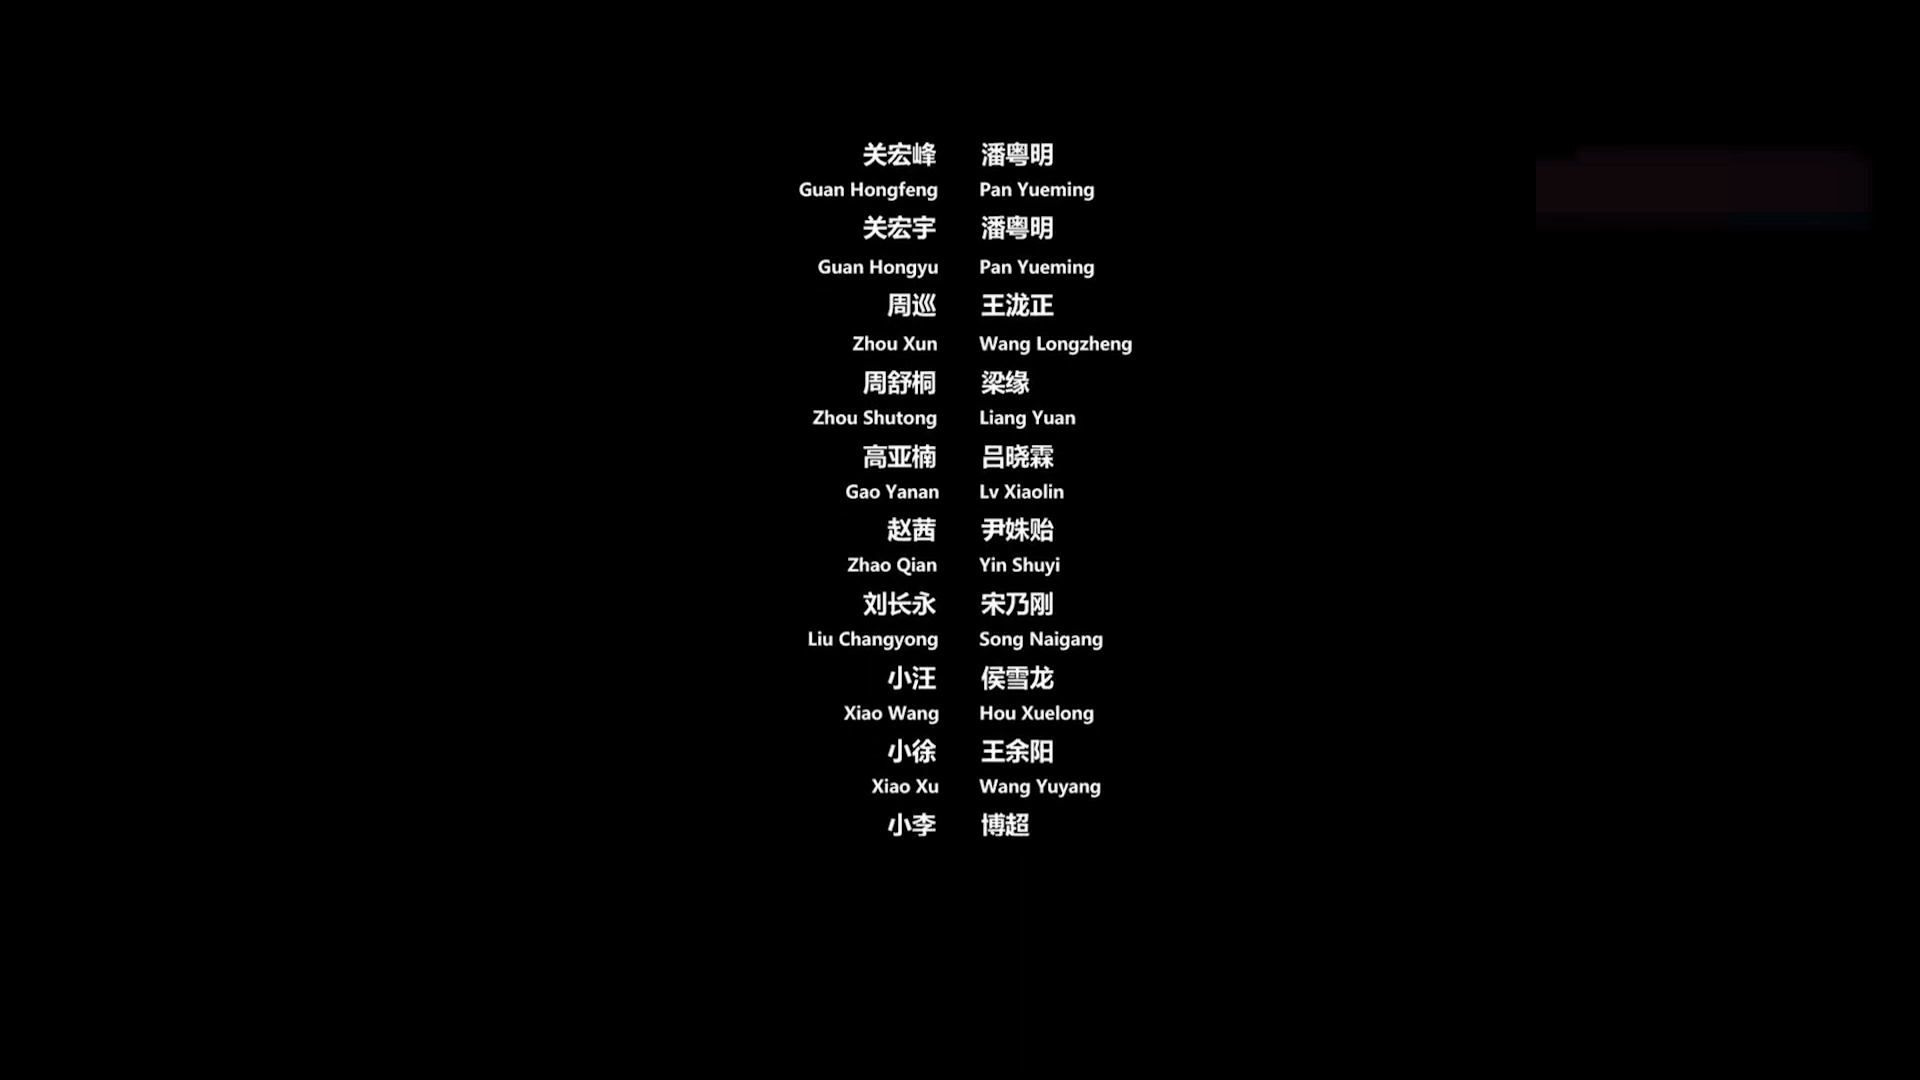 关宏峰 潘粤明
Guan Hongfeng Pan Yueming
关宏宇 潘粤明
Guan Hongyu Pan Yueming
周巡 王泷正
Zhou Xun Wang Longzheng
周舒桐 梁缘
Zhou Shutong Liang Yuan
高亚楠 吕晓霖
Gao Yanan Lv Xiaolin
赵茜 尹姝贻
Zhao Qian Yin Shuyi
刘长永 宋乃刚
Liu Changyong Song Naigang
小汪 侯雪龙
Xiao Wang Hou Xuelong
小徐 王余阳
Xiao Xu Wang Yuyang
小李 博超